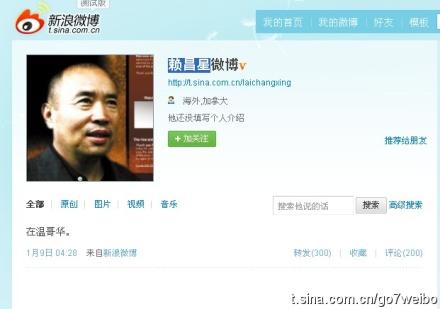 测试版
新浪微博
t.sina.com.cn
我的首页 | 我的微博 | 好友 | 模板
赖昌星微博v
http://t.sina.com.cn/laichangxing
海外,加拿大
他还没填写个人介绍
+ 加关注
推荐给朋友
全部 | 原创 | 图片 | 视频 | 音乐
搜索他说的话 搜索 高级搜索
在温哥华。
1月9日 04:28 来自新浪微博 转发(300) | 收藏 | 评论(200)
t.sina.com.cn/go7weibo